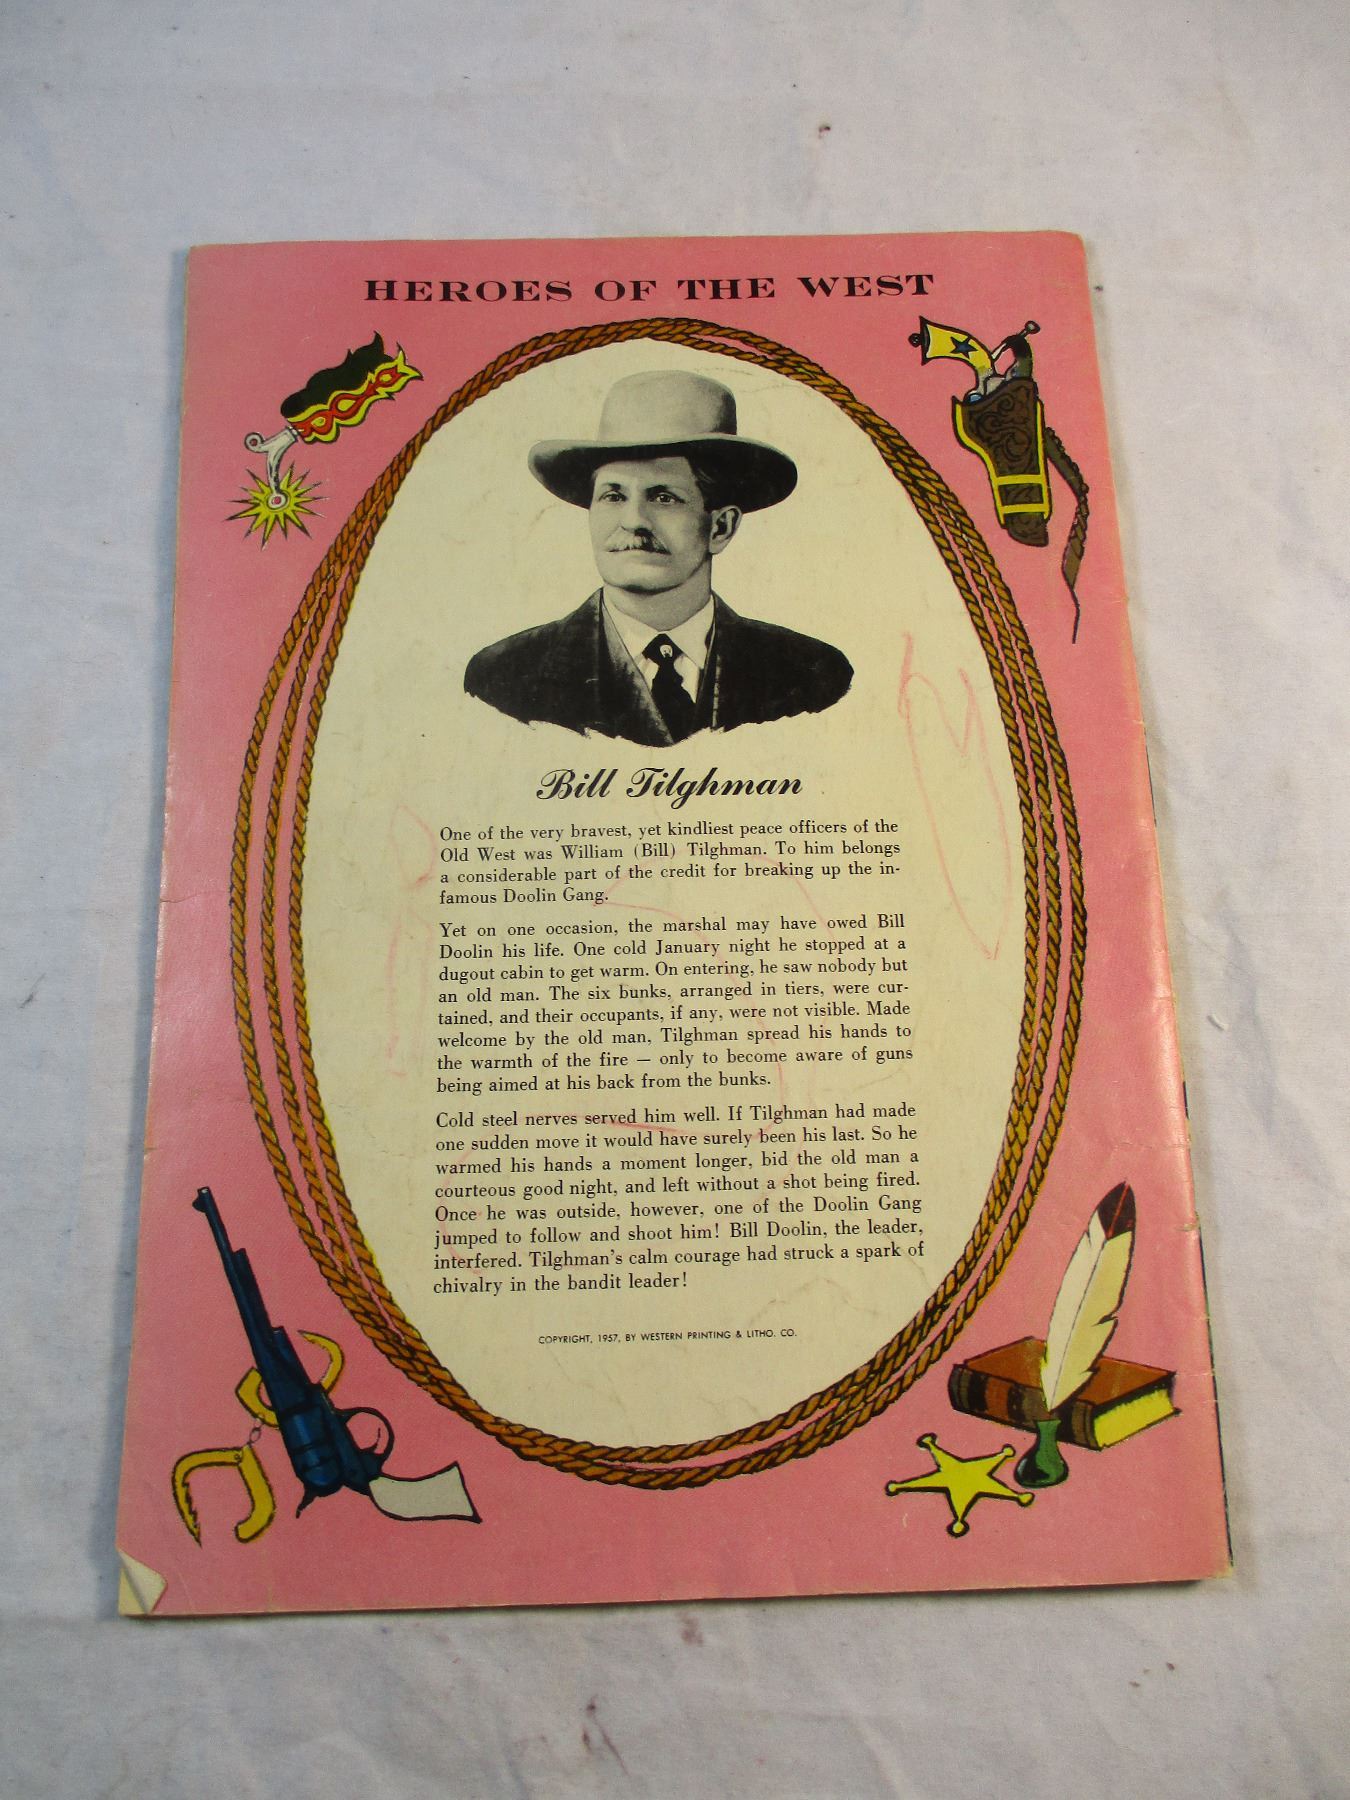 HEROES OF THE WEST
Bill Tilghman
One of the very bravest, yet kindliest peace officers of the
Old West was William (Bill) Tilghman. To him belongs
a considerable part of the credit for breaking up the in-
famous Doolin Gang.
Yet on one occasion, the marshal may have owed Bill
Doolin his life. One cold January night he stopped at a
dugout cabin to get warm. On entering, he saw nobody but
an old man. The six bunks, arranged in tiers, were cur-
tained, and their occupants, if any, were not visible. Made
welcome by the old man, Tilghman spread his hands to
the warmth of the fire — only to become aware of guns
being aimed at his back from the bunks.
Cold steel nerves served him well. If Tilghman had made
one sudden move it would have surely been his last. So he
warmed his hands a moment longer, bid the old man a
courteous good night, and left without a shot being fired.
Once he was outside, however, one of the Doolin Gang
jumped to follow and shoot him! Bill Doolin, the leader,
interfered. Tilghman's calm courage had struck a spark of
chivalry in the bandit leader!
COPYRIGHT, 1957, BY WESTERN PRINTING & LITHO. CO.